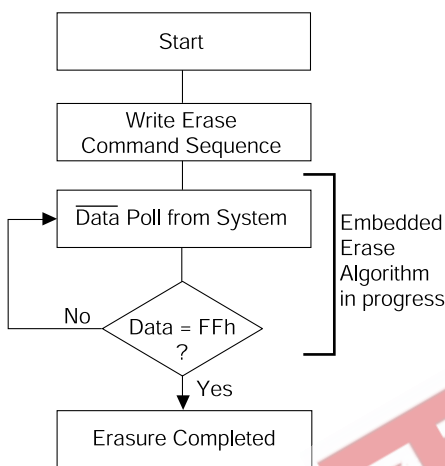 Start
Write Erase
Command Sequence
Data Poll from System
Embedded
Erase
Algorithm
in progress
No
Data = FFh
?
Yes
Erasure Completed